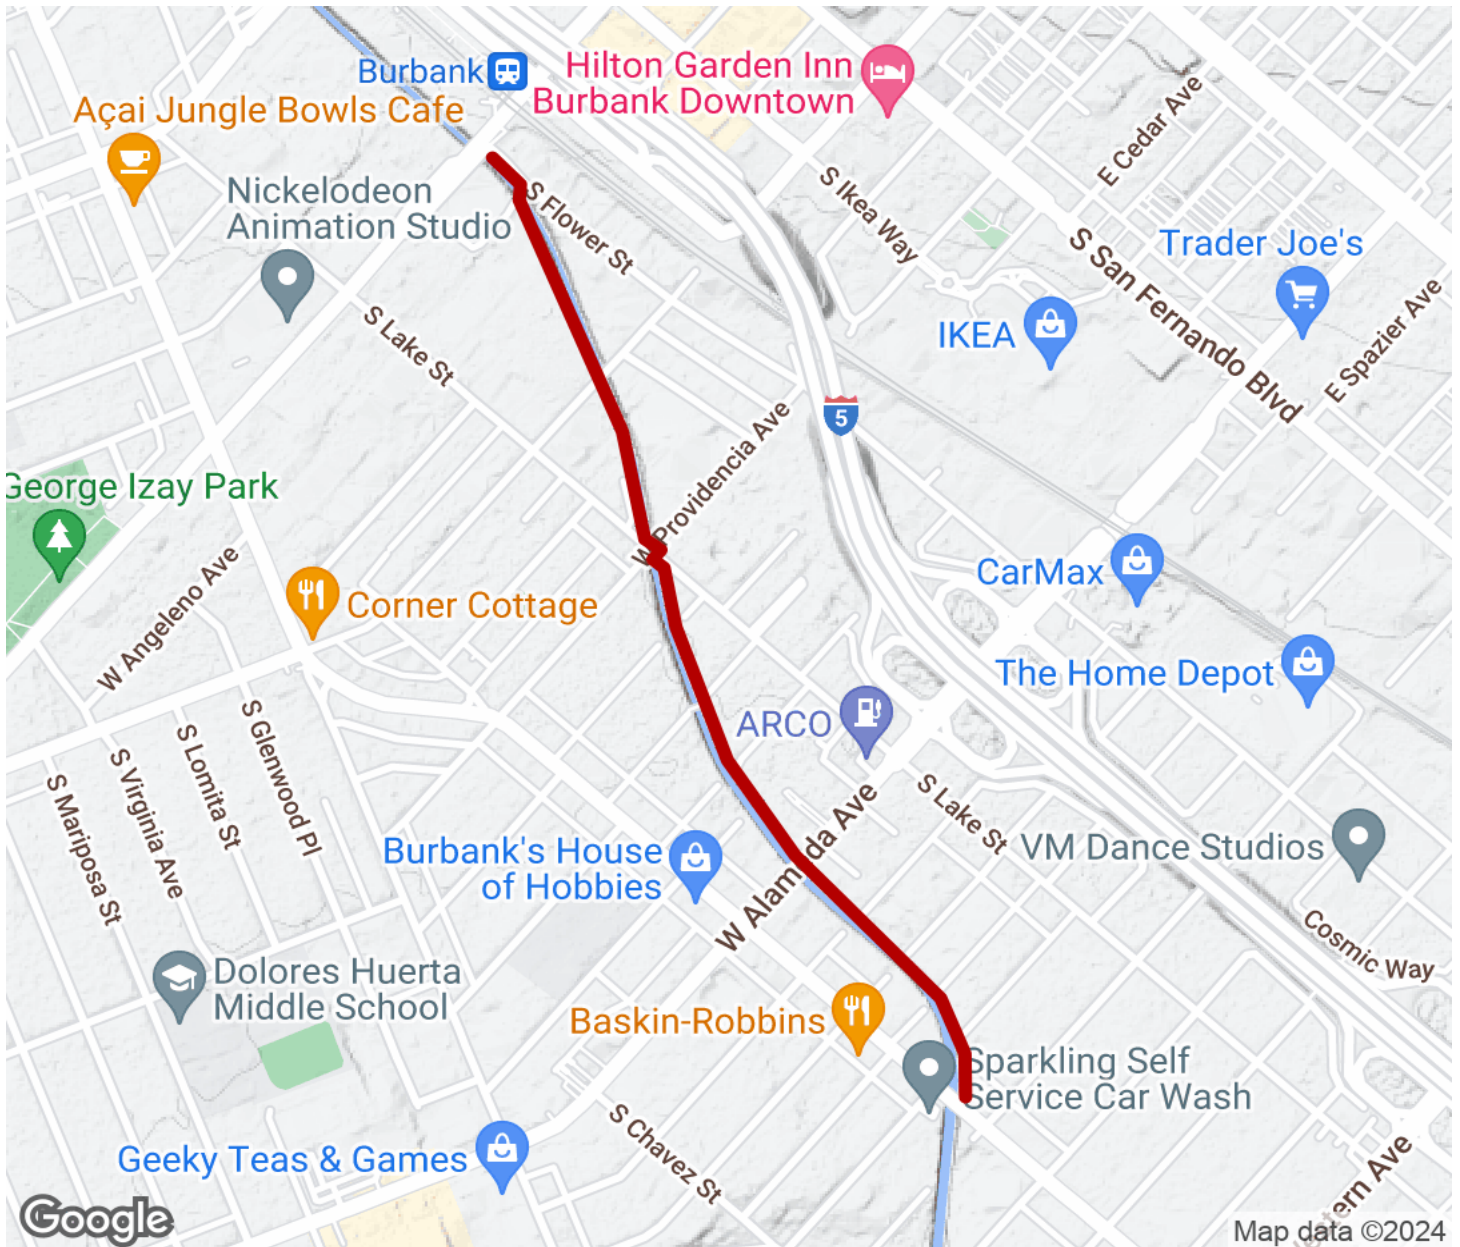 Burbank
Hilton Garden Inn
Burbank Downtown
Açai Jungle Bowls Cafe
E Cedar Ave
Nickelodeon
Animation Studio
S Flower St
S Ikea Way
S San Fernando Blvd
Trader Joe's
S Lake St
IKEA
E Spazier Ave
5
W Providencia Ave
George Izay Park
W Angeleno Ave
CarMax
Corner Cottage
The Home Depot
ARCO
S Glenwood Pl
S Lomita St
S Virginia Ave
S Mariposa St
S Lake St
Burbank's House
of Hobbies
VM Dance Studios
W Alam da Ave
Cosmic Way
Dolores Huerta
Middle School
Baskin-Robbins
Sparkling Self
Service Car Wash
S Chavez St
Geeky Teas & Games
tern Ave
Google
Map data ©2024